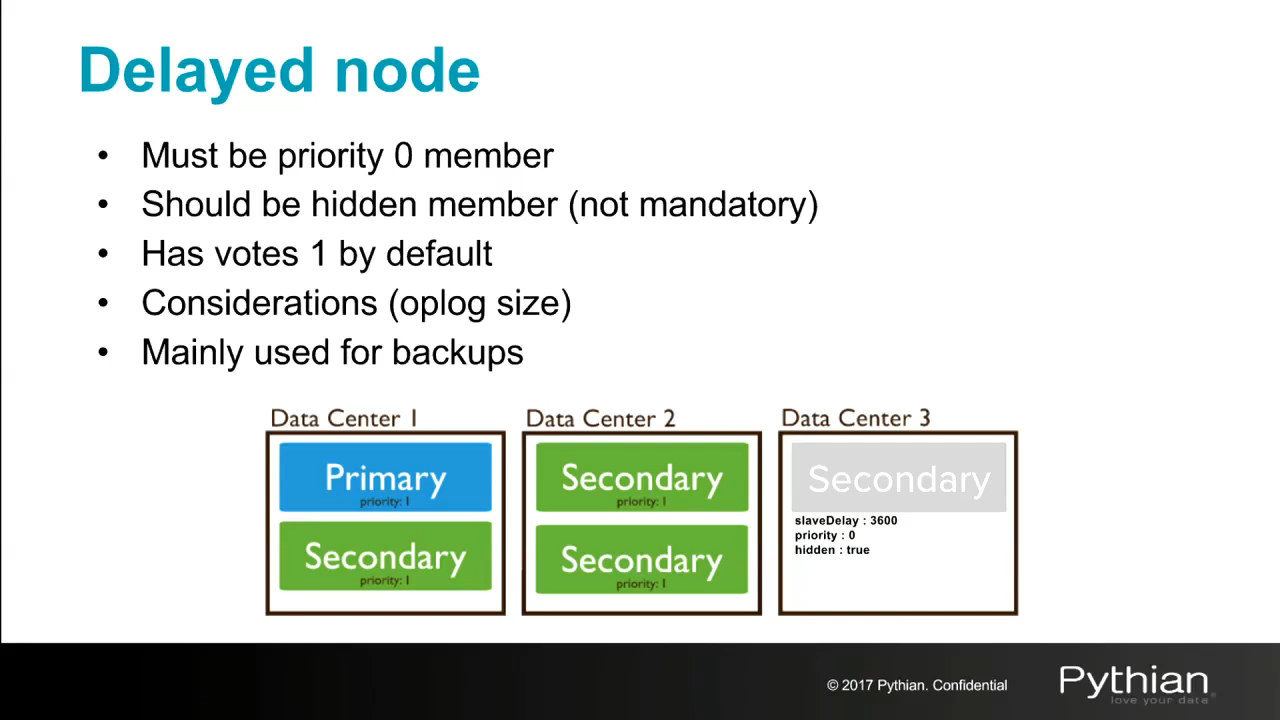 Delayed node
• Must be priority 0 member
• Should be hidden member (not mandatory)
• Has votes 1 by default
• Considerations (oplog size)
• Mainly used for backups
Data Center 1
Primary
priority:1
Secondary
priority:1
Data Center 2
Secondary
priority:1
Secondary
priority:1
Data Center 3
Secondary
slaveDelay : 3600
priority : 0
hidden : true
© 2017 Pythian. Confidential
Pythian
love your data